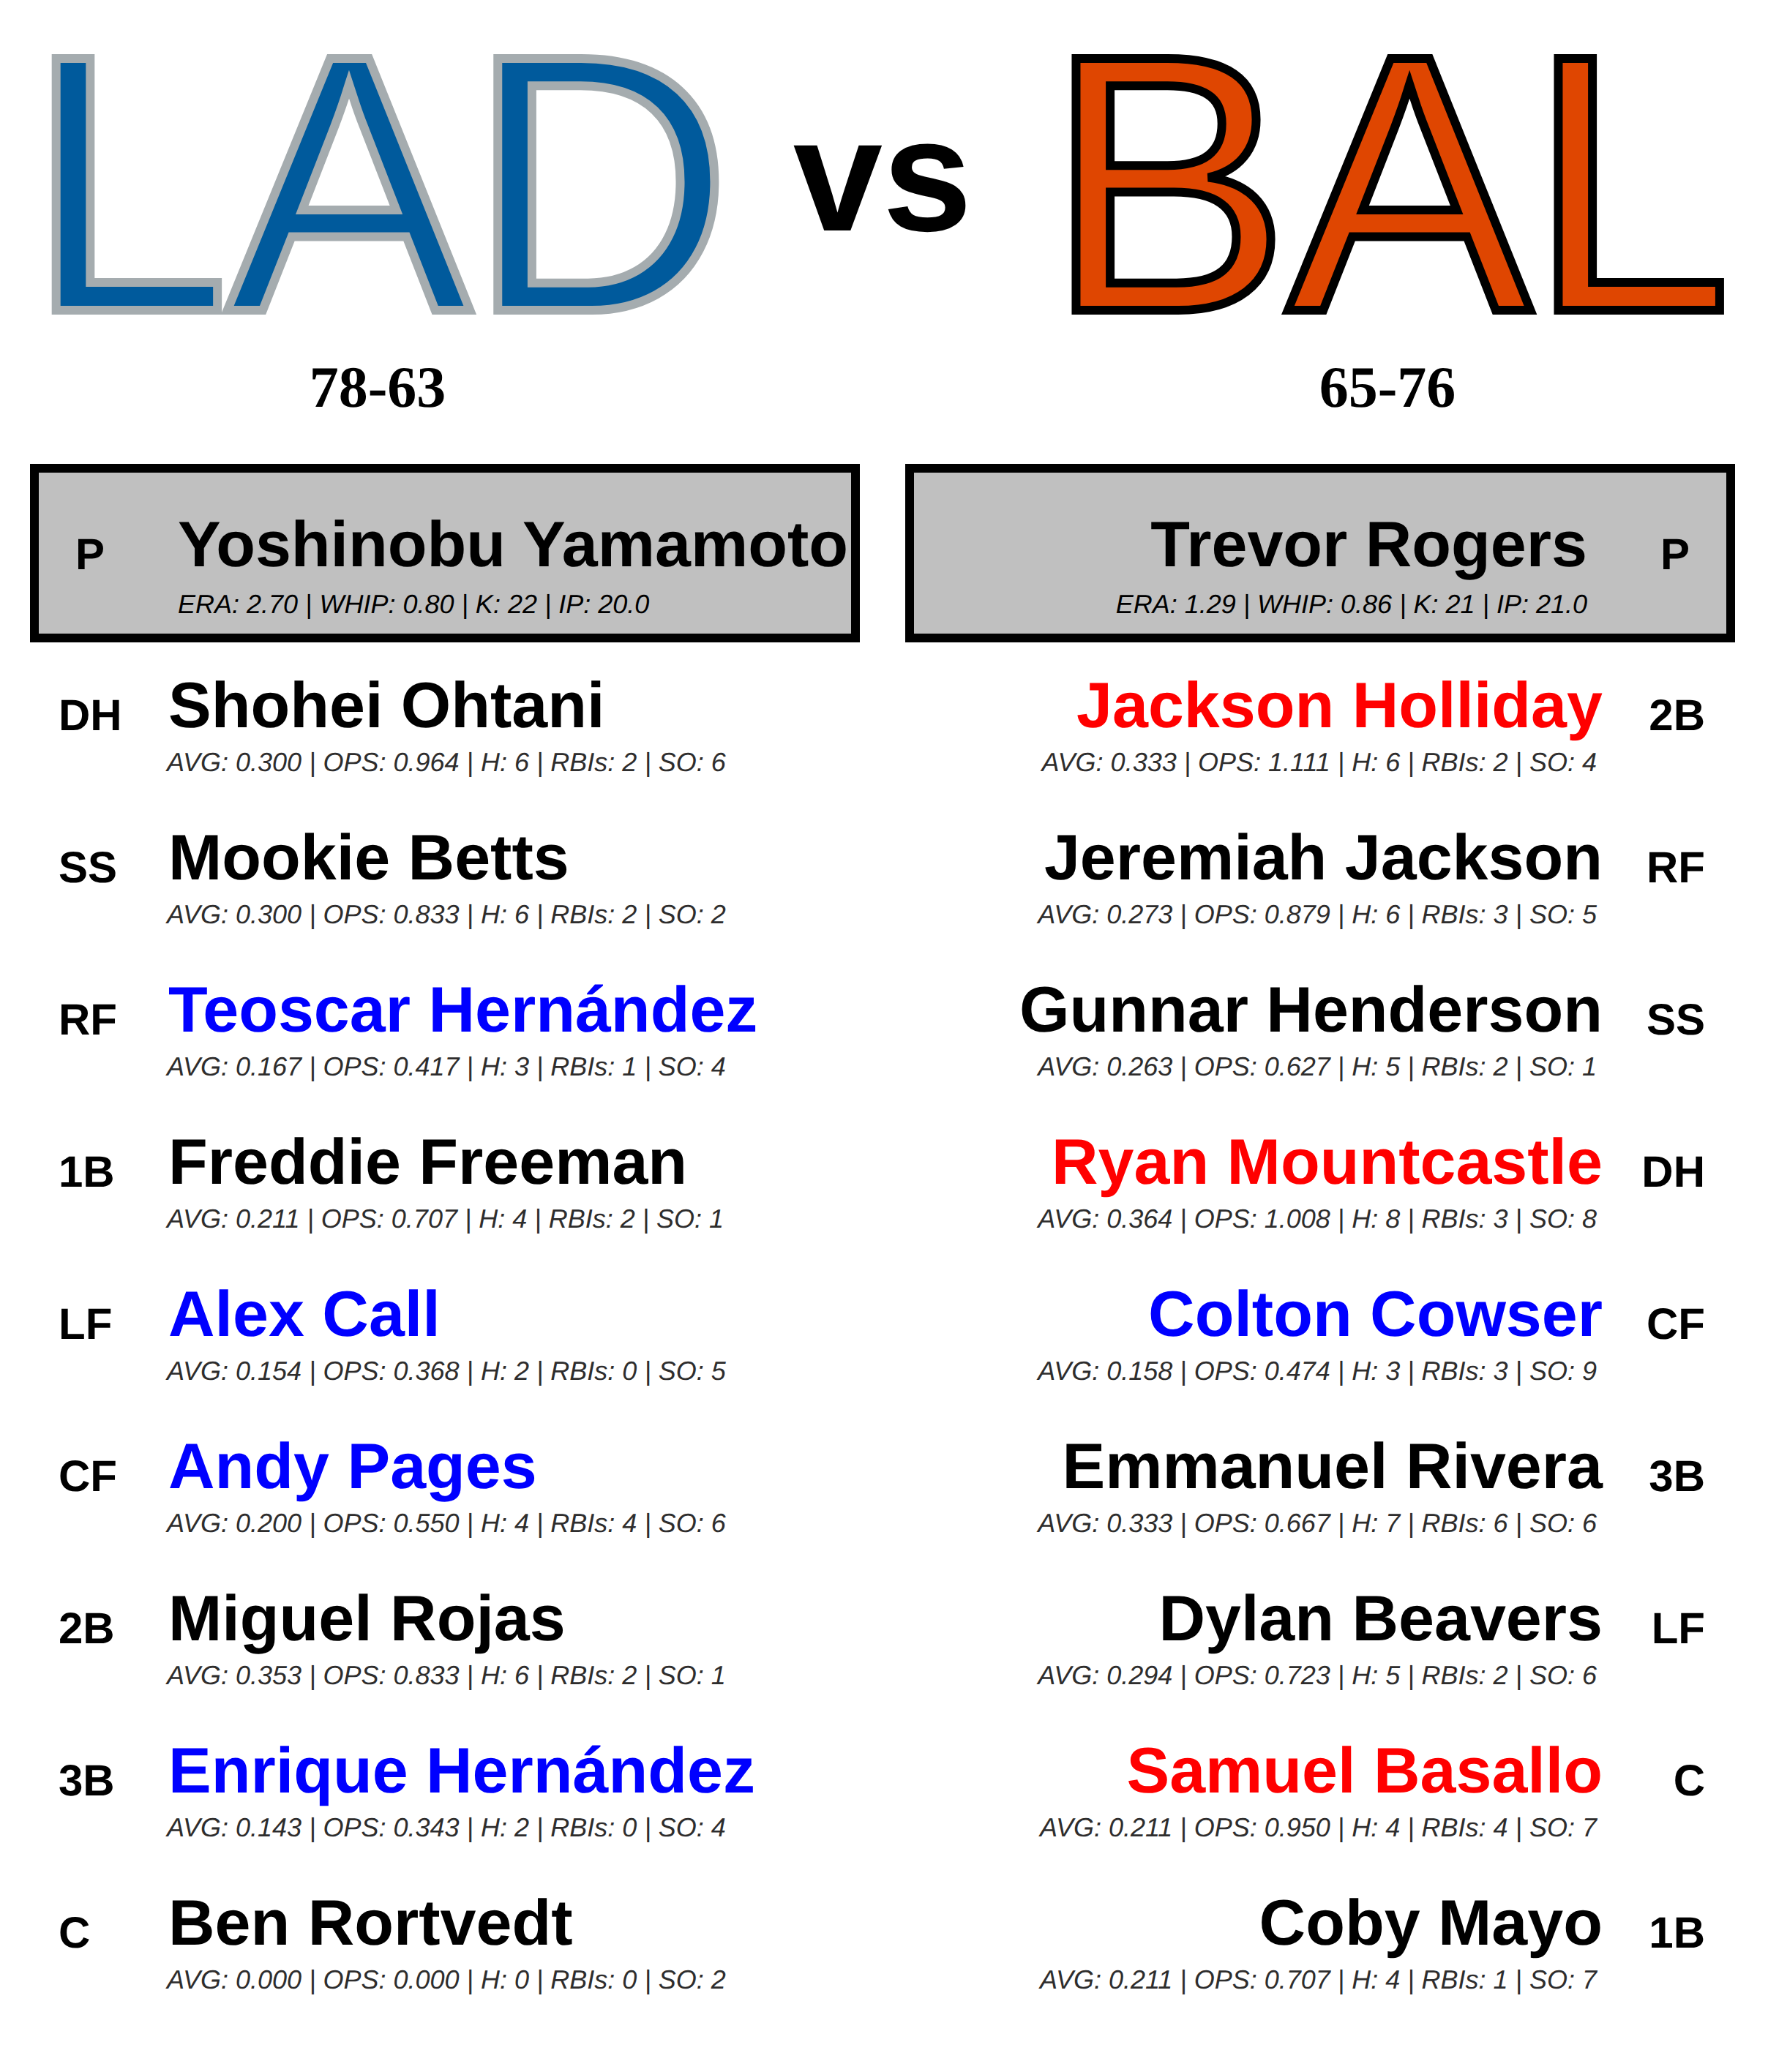 LAD vs BAL
78-63 65-76
P Yoshinobu Yamamoto
ERA: 2.70 | WHIP: 0.80 | K: 22 | IP: 20.0
Trevor Rogers P
ERA: 1.29 | WHIP: 0.86 | K: 21 | IP: 21.0
DH Shohei Ohtani
AVG: 0.300 | OPS: 0.964 | H: 6 | RBIs: 2 | SO: 6
SS Mookie Betts
AVG: 0.300 | OPS: 0.833 | H: 6 | RBIs: 2 | SO: 2
RF Teoscar Hernández
AVG: 0.167 | OPS: 0.417 | H: 3 | RBIs: 1 | SO: 4
1B Freddie Freeman
AVG: 0.211 | OPS: 0.707 | H: 4 | RBIs: 2 | SO: 1
LF Alex Call
AVG: 0.154 | OPS: 0.368 | H: 2 | RBIs: 0 | SO: 5
CF Andy Pages
AVG: 0.200 | OPS: 0.550 | H: 4 | RBIs: 4 | SO: 6
2B Miguel Rojas
AVG: 0.353 | OPS: 0.833 | H: 6 | RBIs: 2 | SO: 1
3B Enrique Hernández
AVG: 0.143 | OPS: 0.343 | H: 2 | RBIs: 0 | SO: 4
C Ben Rortvedt
AVG: 0.000 | OPS: 0.000 | H: 0 | RBIs: 0 | SO: 2
Jackson Holliday 2B
AVG: 0.333 | OPS: 1.111 | H: 6 | RBIs: 2 | SO: 4
Jeremiah Jackson RF
AVG: 0.273 | OPS: 0.879 | H: 6 | RBIs: 3 | SO: 5
Gunnar Henderson SS
AVG: 0.263 | OPS: 0.627 | H: 5 | RBIs: 2 | SO: 1
Ryan Mountcastle DH
AVG: 0.364 | OPS: 1.008 | H: 8 | RBIs: 3 | SO: 8
Colton Cowser CF
AVG: 0.158 | OPS: 0.474 | H: 3 | RBIs: 3 | SO: 9
Emmanuel Rivera 3B
AVG: 0.333 | OPS: 0.667 | H: 7 | RBIs: 6 | SO: 6
Dylan Beavers LF
AVG: 0.294 | OPS: 0.723 | H: 5 | RBIs: 2 | SO: 6
Samuel Basallo C
AVG: 0.211 | OPS: 0.950 | H: 4 | RBIs: 4 | SO: 7
Coby Mayo 1B
AVG: 0.211 | OPS: 0.707 | H: 4 | RBIs: 1 | SO: 7